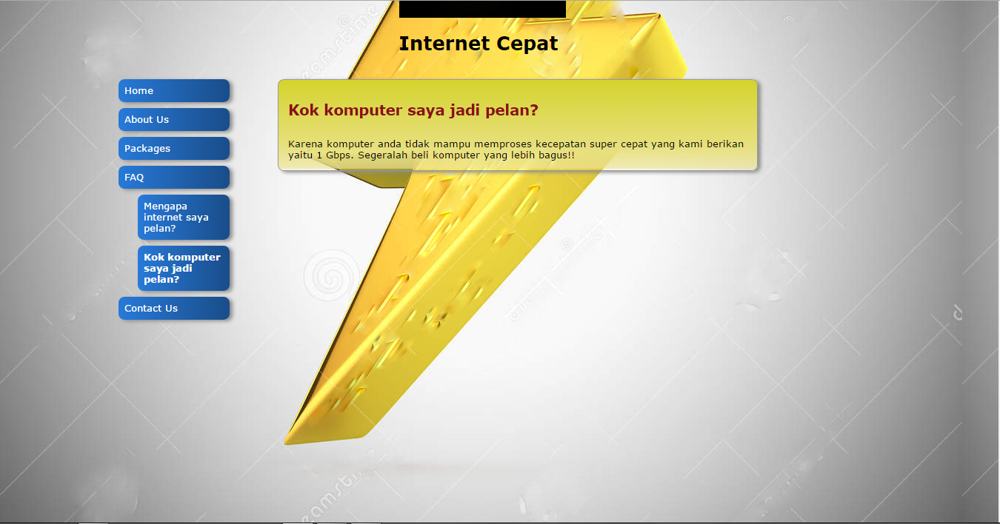 Internet Cepat
Home
About Us
Packages
FAQ
Mengapa
internet saya
pelan?
Kok komputer
saya jadi
pelan?
Contact Us
Kok komputer saya jadi pelan?
Karena komputer anda tidak mampu memproses kecepatan super cepat yang kami berikan
yaitu 1 Gbps. Segeralah beli komputer yang lebih bagus!!